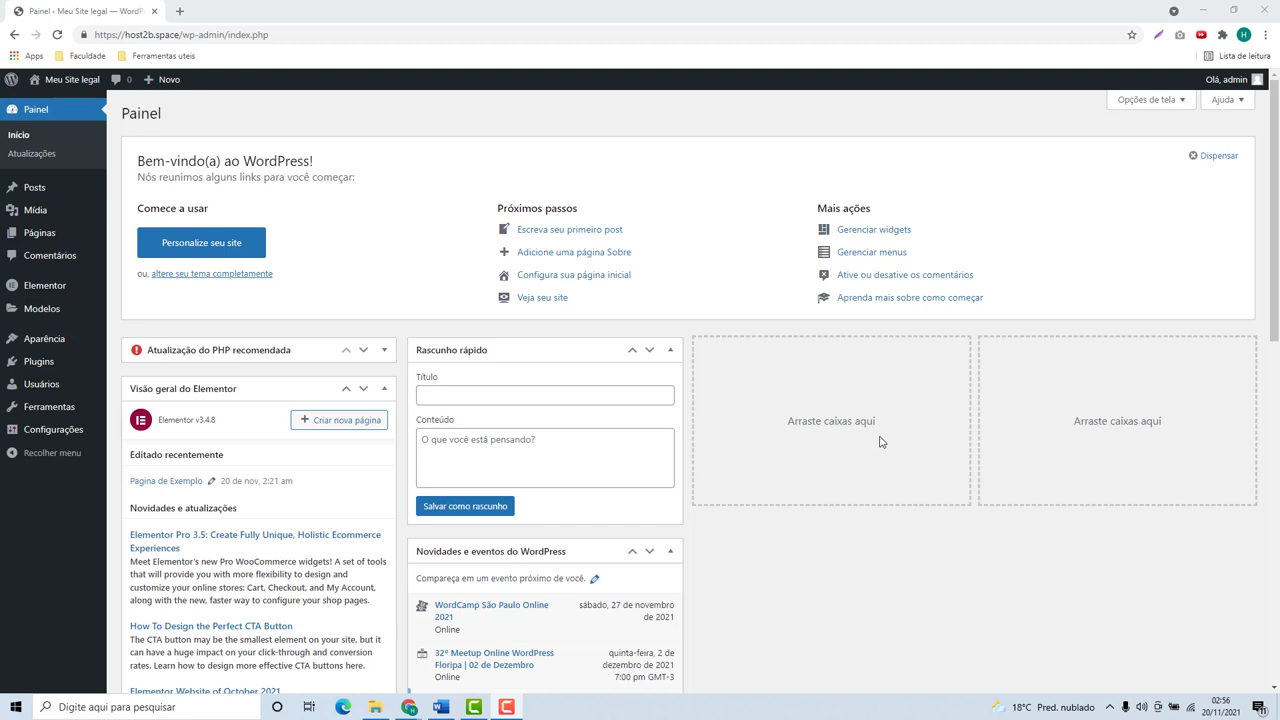 Painel ‹ Meu Site legal — WordP
https://host2b.space/wp-admin/index.php
Apps
Faculdade
Ferramentas uteis
Lista de leitura
Meu Site legal
0
Novo
Olá, admin
Painel
Início
Atualizações
Posts
Mídia
Páginas
Comentários
Elementor
Modelos
Aparência
Plugins
Usuários
Ferramentas
Configurações
Recolher menu
Painel
Opções de tela
Ajuda
Bem-vindo(a) ao WordPress!
Nós reunimos alguns links para você começar:
Dispensar
Comece a usar
Personalize seu site
ou, altere seu tema completamente
Próximos passos
Escreva seu primeiro post
Adicione uma página Sobre
Configura sua página inicial
Veja seu site
Mais ações
Gerenciar widgets
Gerenciar menus
Ative ou desative os comentários
Aprenda mais sobre como começar
Atualização do PHP recomendada
Visão geral do Elementor
Elementor v3.4.8
Criar nova página
Editado recentemente
Pagina de Exemplo
20 de nov, 2:21 am
Novidades e atualizações
Elementor Pro 3.5: Create Fully Unique, Holistic Ecommerce
Experiences
Meet Elementor's new Pro WooCommerce widgets! A set of tools
that will provide you with more flexibility to design and
customize your online stores: Cart, Checkout, and My Account,
along with the new, faster way to configure your shop pages.
How To Design the Perfect CTA Button
The CTA button may be the smallest element on your site, but it
can have a huge impact on your click-through and conversion
rates. Learn how to design more effective CTA buttons here.
Elementor Website of October 2021
Rascunho rápido
Título
Conteúdo
O que você está pensando?
Salvar como rascunho
Novidades e eventos do WordPress
Compareça em um evento próximo de você.
WordCamp São Paulo Online
2021
Online
sábado, 27 de novembro
de 2021
32º Meetup Online WordPress
Floripa | 02 de Dezembro
Online
quinta-feira, 2 de
dezembro de 2021
7:00 pm GMT-3
Arraste caixas aqui
Arraste caixas aqui
Digite aqui para pesquisar
18°C Pred. nublado
02:56
20/11/2021